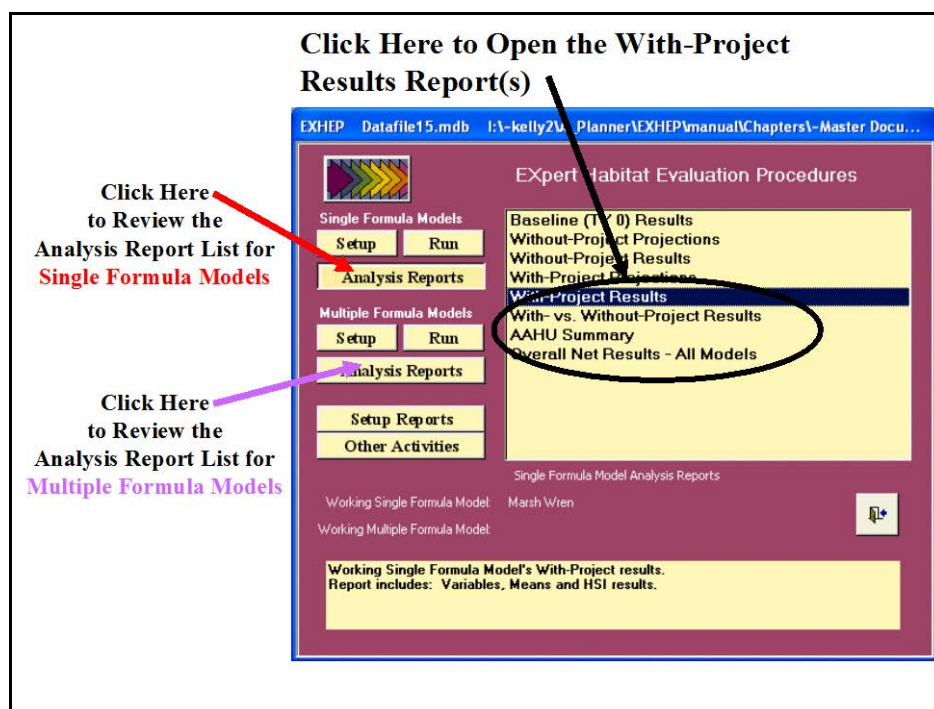 Click Here to Open the With-Project
Results Report(s)
EXHEP Datafile15.mdb I:\~kelly2\A_Planner\EXHEP\manual\Chapters\~Master Docu...
EXpert Habitat Evaluation Procedures
Click Here
to Review the
Analysis Report List for
Single Formula Models
Single Formula Models
Setup Run
Analysis Reports
Multiple Formula Models
Setup Run
Analysis Reports
Setup Reports
Other Activities
Baseline (TY 0) Results
Without-Project Projections
Without-Project Results
With-Project Projections
With-Project Results
With- vs. Without-Project Results
AAHU Summary
Overall Net Results - All Models
Click Here
to Review the
Analysis Report List for
Multiple Formula Models
Single Formula Model Analysis Reports
Working Single Formula Model: Marsh Wren
Working Multiple Formula Model:
Working Single Formula Model's With-Project results.
Report includes: Variables, Means and HSI results.